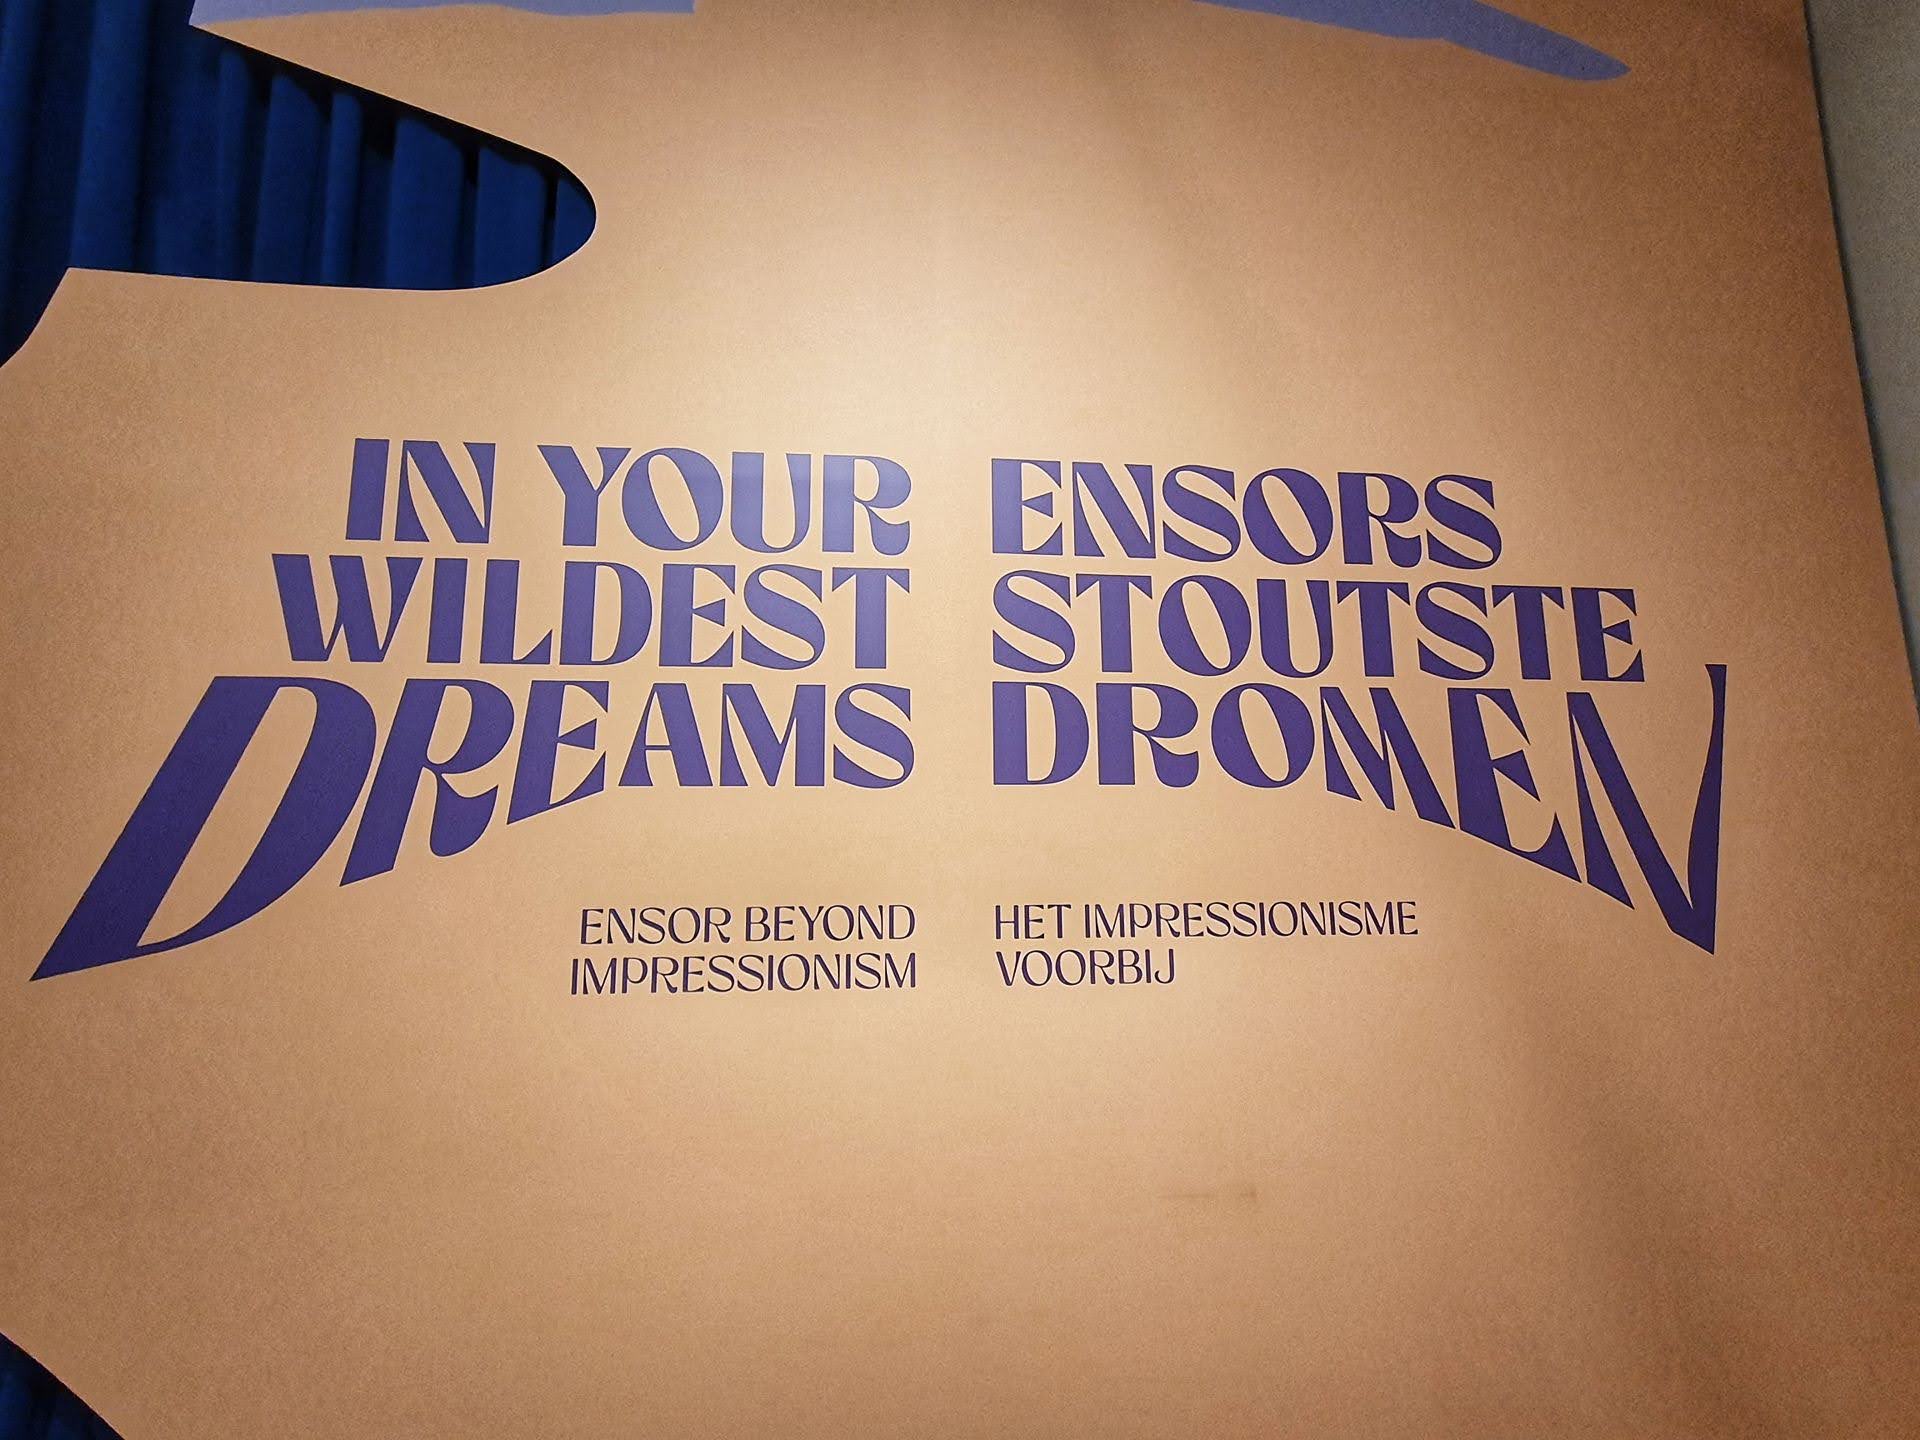 IN YOUR
WILDEST
DREAMS
ENSOR BEYOND
IMPRESSIONISM
ENSORS
STOUTSTE
DROMEN
HET IMPRESSIONISME
VOORBIJ